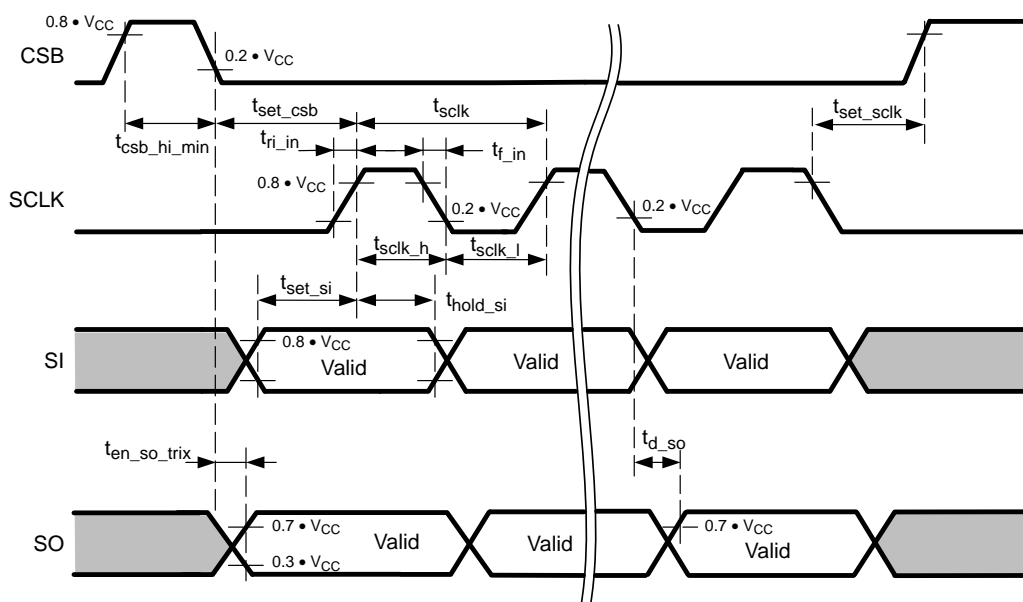 0.8 • VCC
CSB
0.2 • VCC
tset_csb
tsclk
tset_sclk
tcsb_hi_min
tri_in
tf_in
0.8 • VCC
SCLK
0.2 • VCC
0.2 • VCC
tsclk_h
tsclk_l
tset_si
thold_si
0.8 • VCC
SI
Valid
Valid
Valid
ten_so_trix
td_so
0.7 • VCC
0.7 • VCC
SO
Valid
Valid
Valid
0.3 • VCC